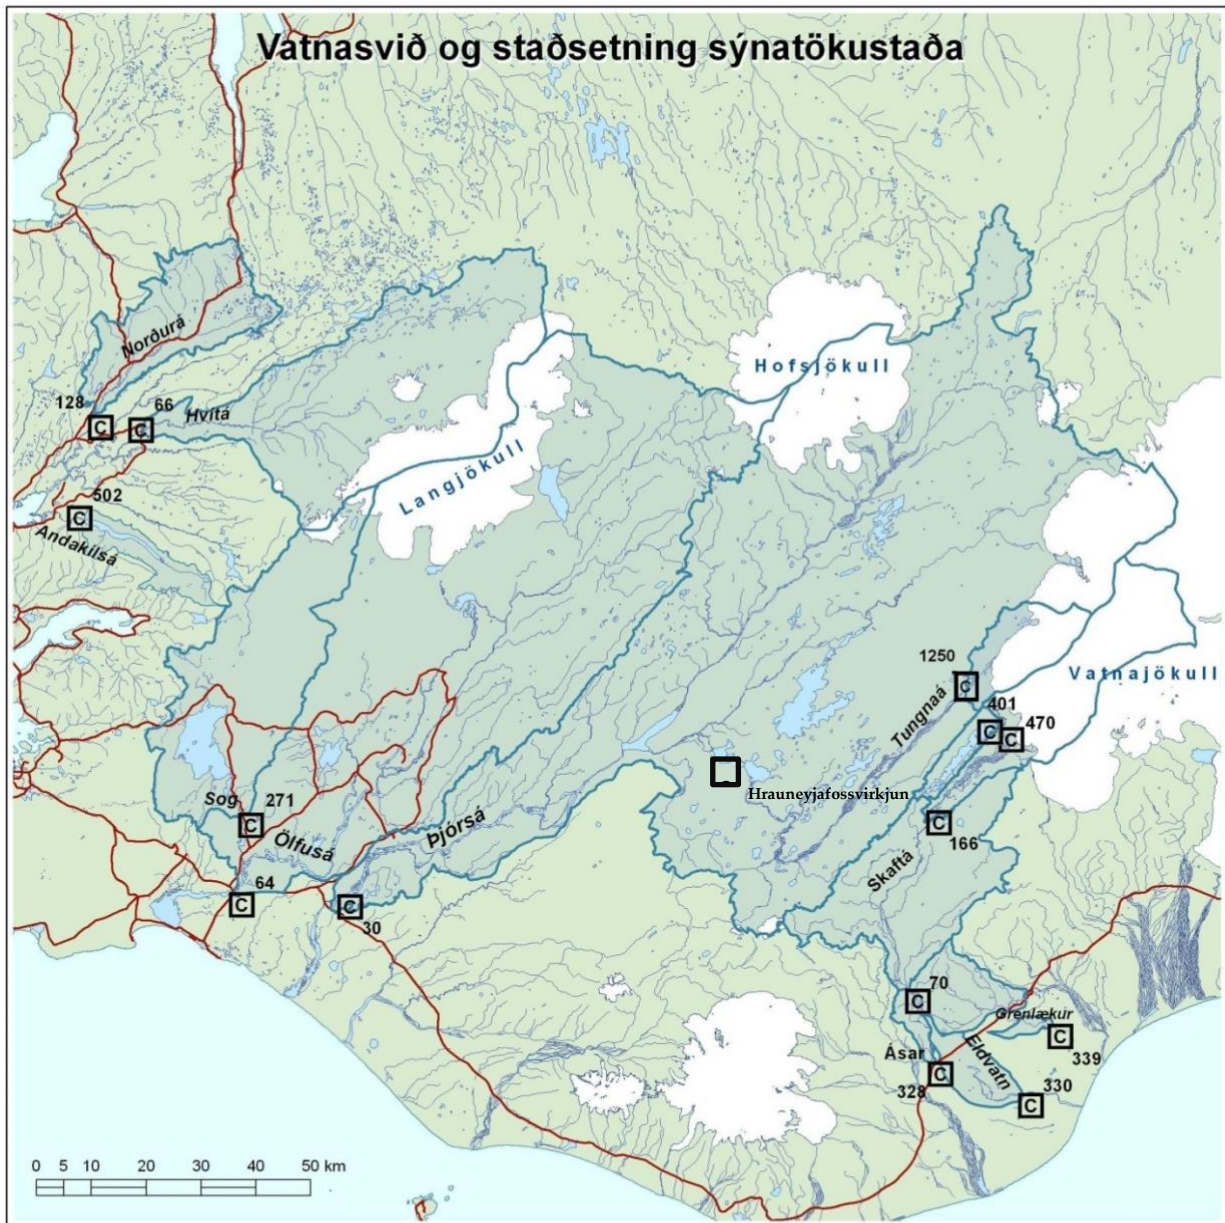 Vatnasvið og staðsetning sýnatökustaða
Norðurá
Hofsjökull
128
C
66
C
Hvítá
Langjökull
502
C
Andakílsá
1250
C
Tungnaá
401
C
470
C
Vatnajökull
Hrauneyjafossvirkjun
Sog
271
C
Ölfusá
Þjórsá
C
166
Skaftá
64
C
C
30
70
C
Grenlækur
C
339
Eldvatn
Ásar
328
C
330
C
0 5 10 20 30 40 50 km